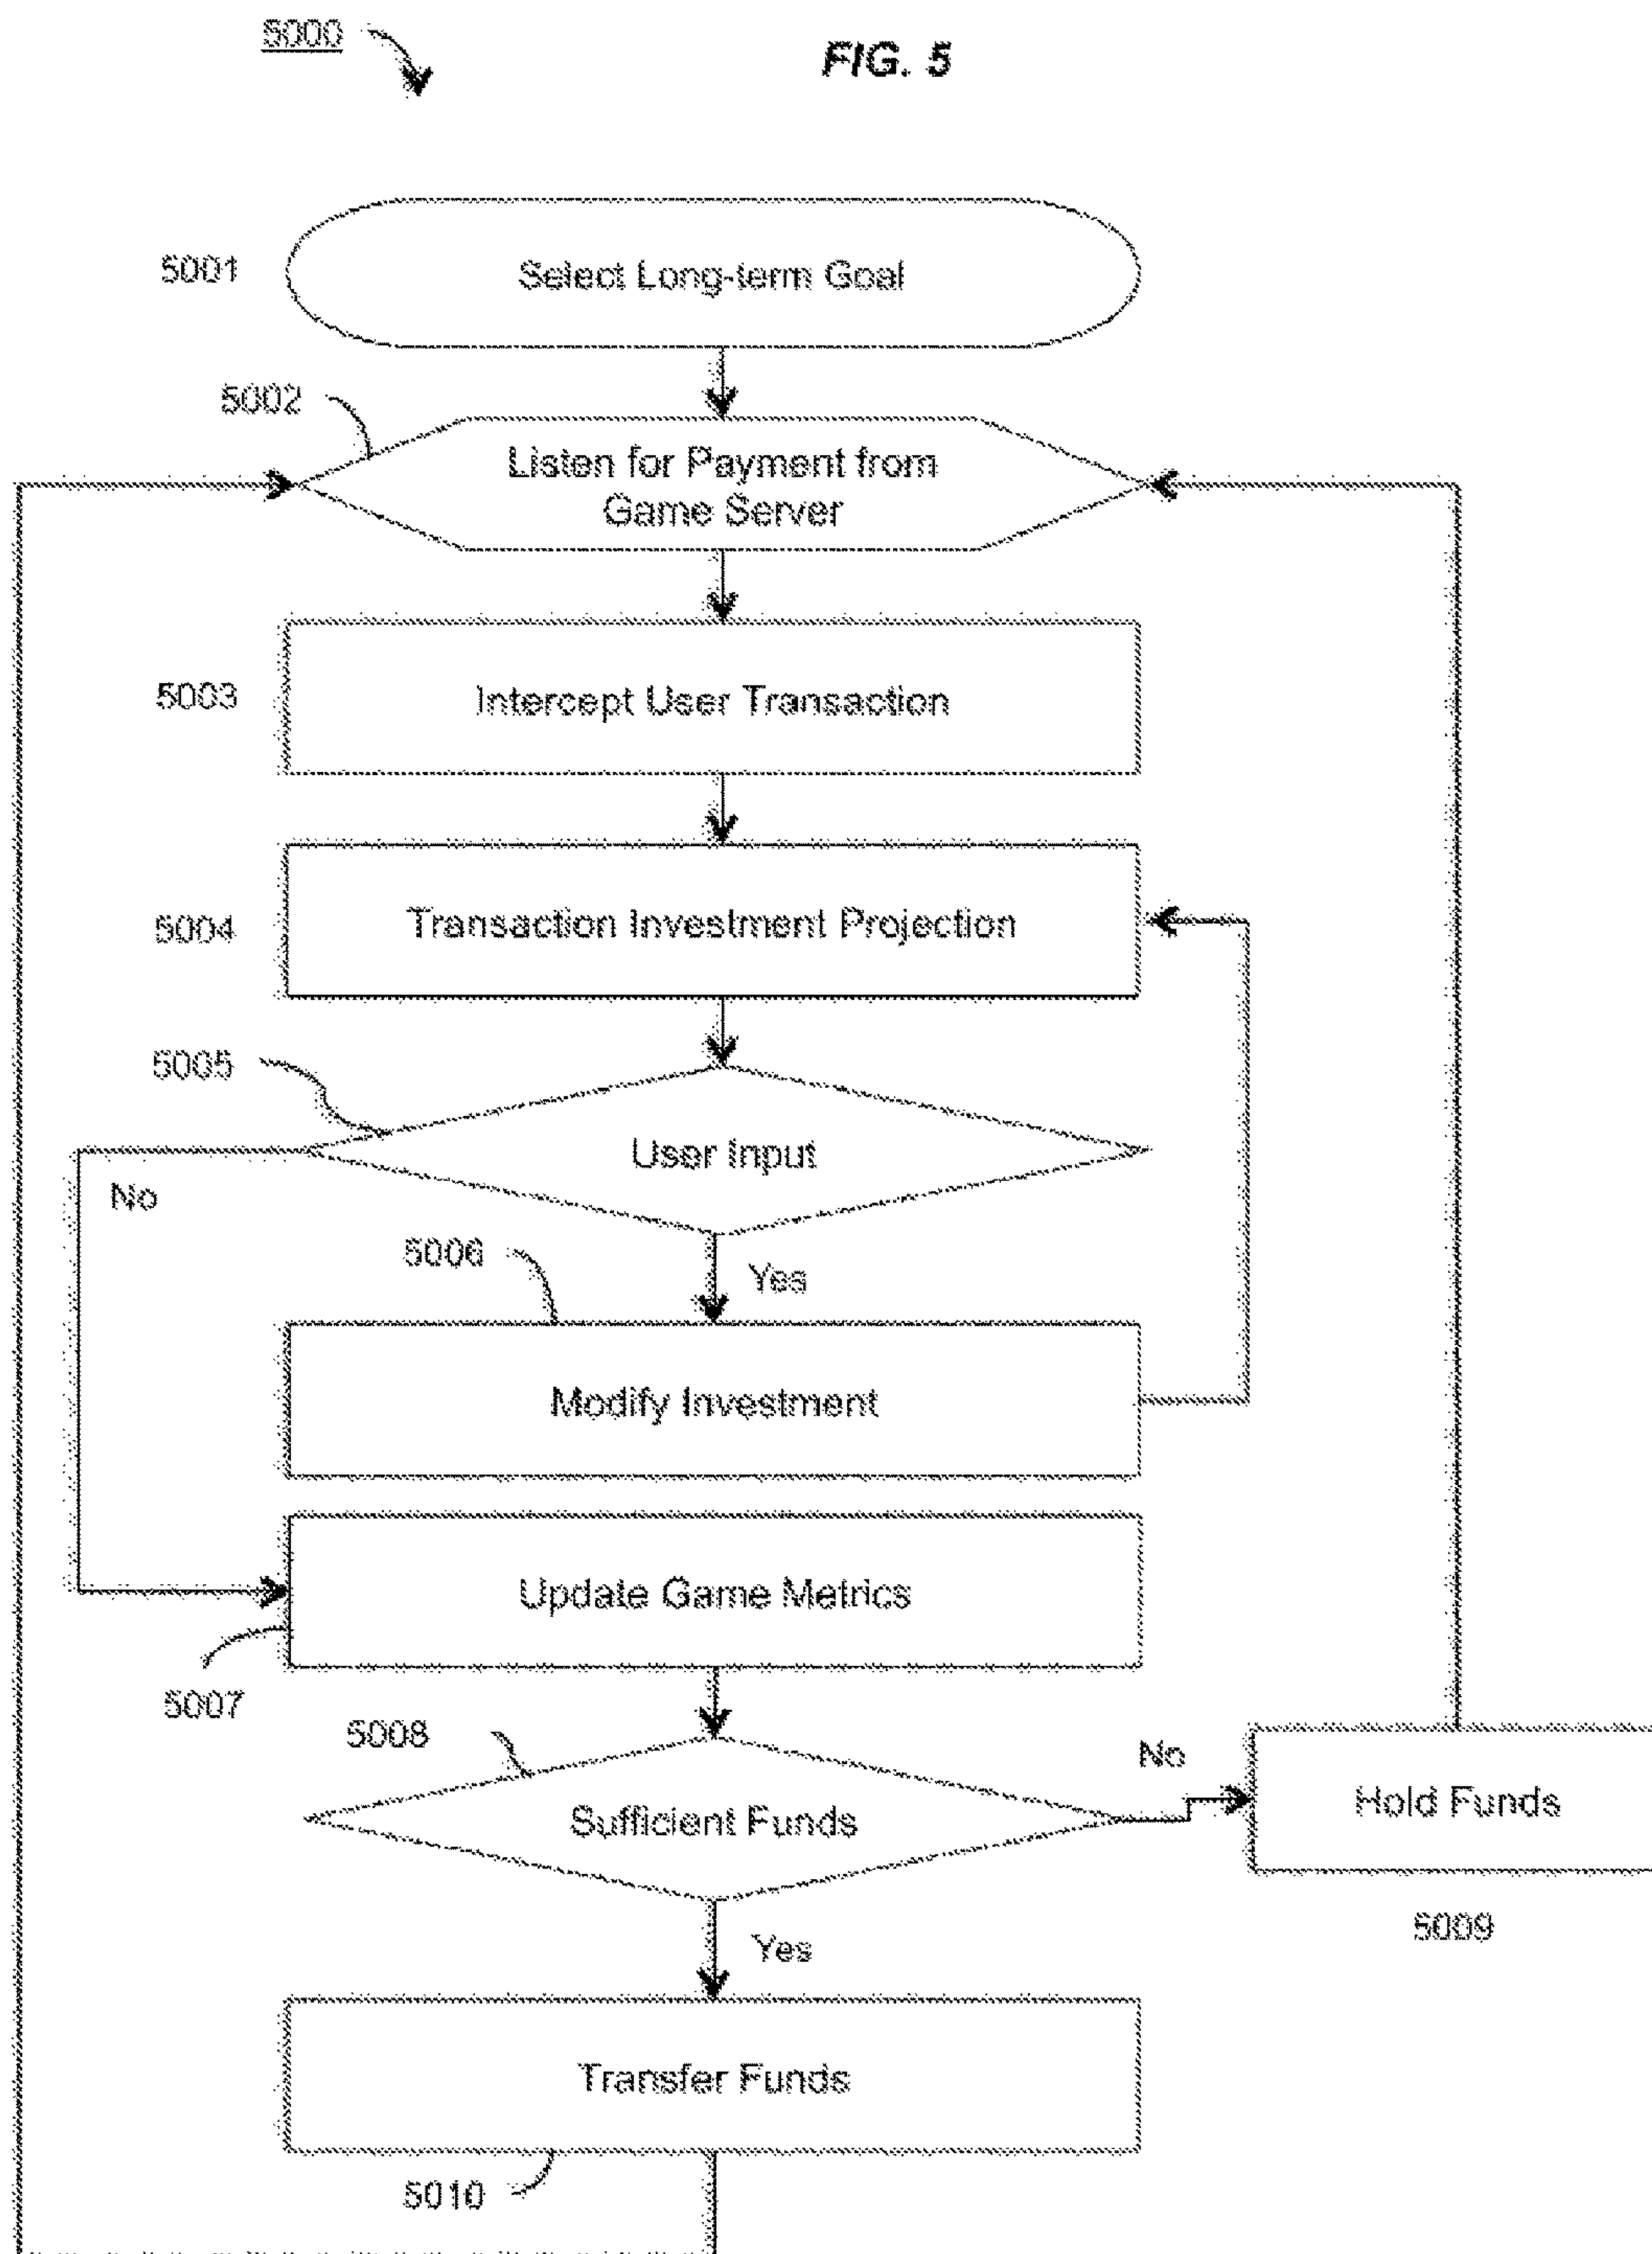 5000
FIG. 5
5001
Select Long-term Goal
5002
Listen for Payment from
Game Server
5003
Intercept User Transaction
5004
Transaction Investment Projection
5005
User Input
No
5006
Yes
Modify Investment
Update Game Metrics
5007
5008
No
Sufficient Funds
Hold Funds
5009
Yes
Transfer Funds
5010